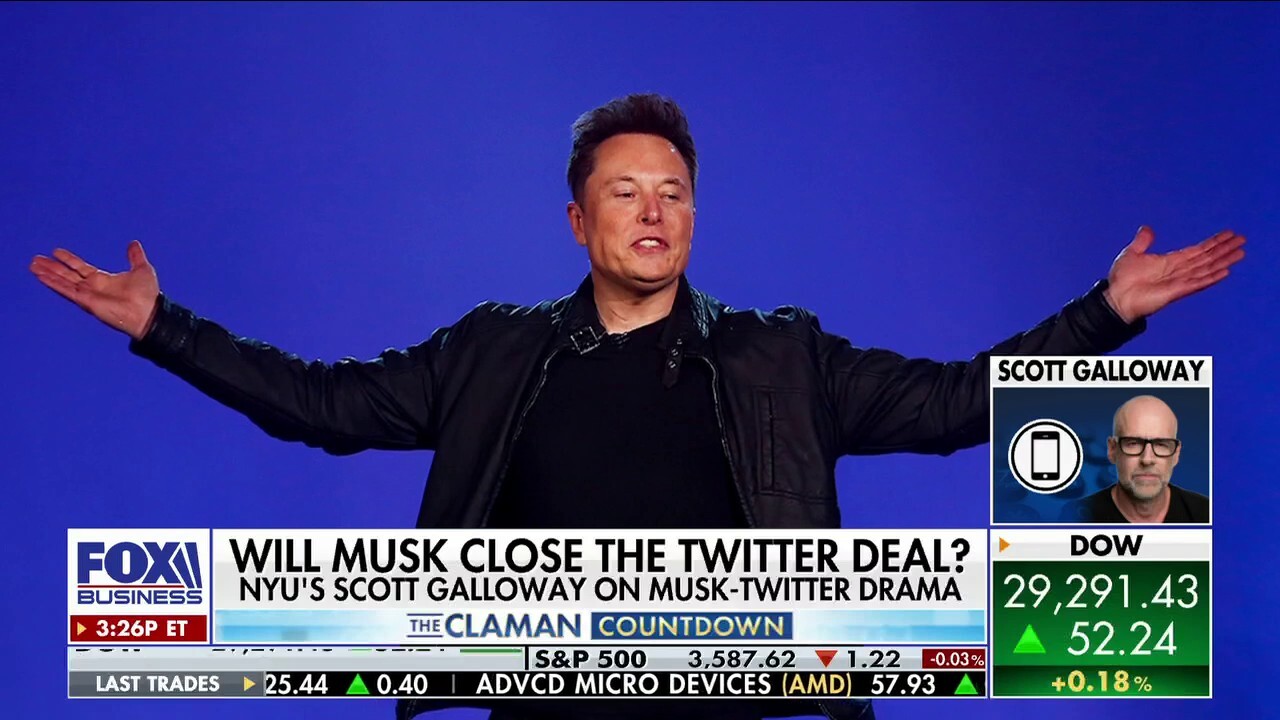 SCOTT GALLOWAY
FOX
BUSINESS
3:26P ET
WILL MUSK CLOSE THE TWITTER DEAL?
NYU'S SCOTT GALLOWAY ON MUSK-TWITTER DRAMA
THE CLAMAN COUNTDOWN
DOW
29,291.43
52.24
+0.18%
S&P 500 3,587.62 1.22 -0.03%
LAST TRADES 25.44 0.40 | ADVCD MICRO DEVICES (AMD) 57.93